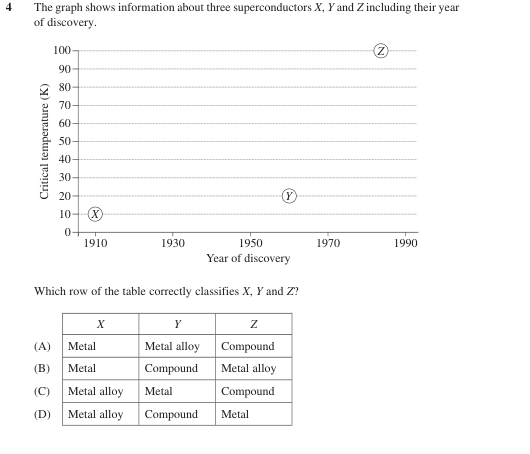 4 The graph shows information about three superconductors X, Y and Z including their year
of discovery.
Critical temperature (K)
100
90
80
70
60
50
40
30
20
10
0
Z
Y
X
1910 1930 1950 1970 1990
Year of discovery
Which row of the table correctly classifies X, Y and Z?
X Y Z
(A) Metal Metal alloy Compound
(B) Metal Compound Metal alloy
(C) Metal alloy Metal Compound
(D) Metal alloy Compound Metal